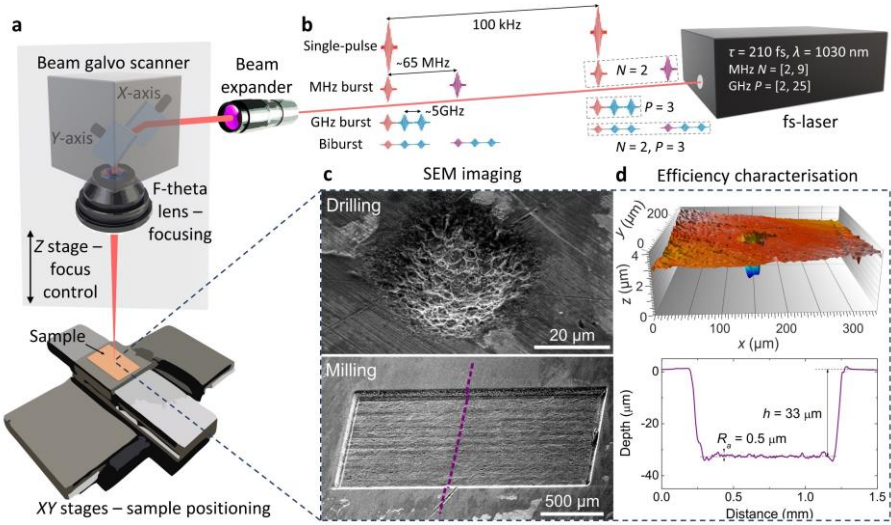 a
Beam galvo scanner
X-axis
Y-axis
Beam
expander
F-theta
lens –
focusing
Z stage –
focus
control
Sample
XY stages – sample positioning
b
100 kHz
Single-pulse
~65 MHz
MHz burst
N = 2
~5GHz
GHz burst
P = 3
Biburst
N = 2, P = 3
τ = 210 fs, λ = 1030 nm
MHz N = [2, 9]
GHz P = [2, 25]
fs-laser
c
SEM imaging
Drilling
20 µm
Milling
500 µm
d
Efficiency characterisation
y (µm)
200
0
4
2
0
z (µm)
0
100
200
300
x (µm)
0
−20
−40
Depth (µm)
h = 33 µm
Ra = 0.5 µm
0.0
0.5
1.0
1.5
Distance (mm)